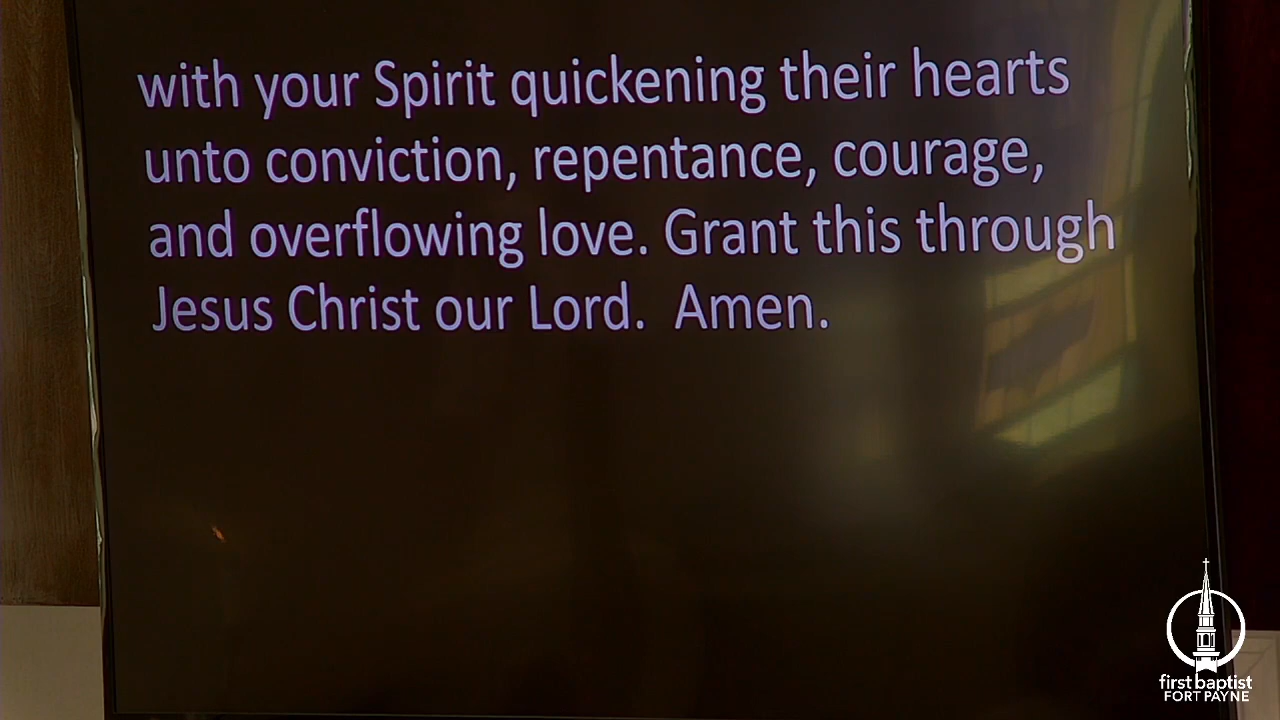 with your Spirit quickening their hearts
unto conviction, repentance, courage,
and overflowing love. Grant this through
Jesus Christ our Lord.  Amen.
first baptist
FORT PAYNE